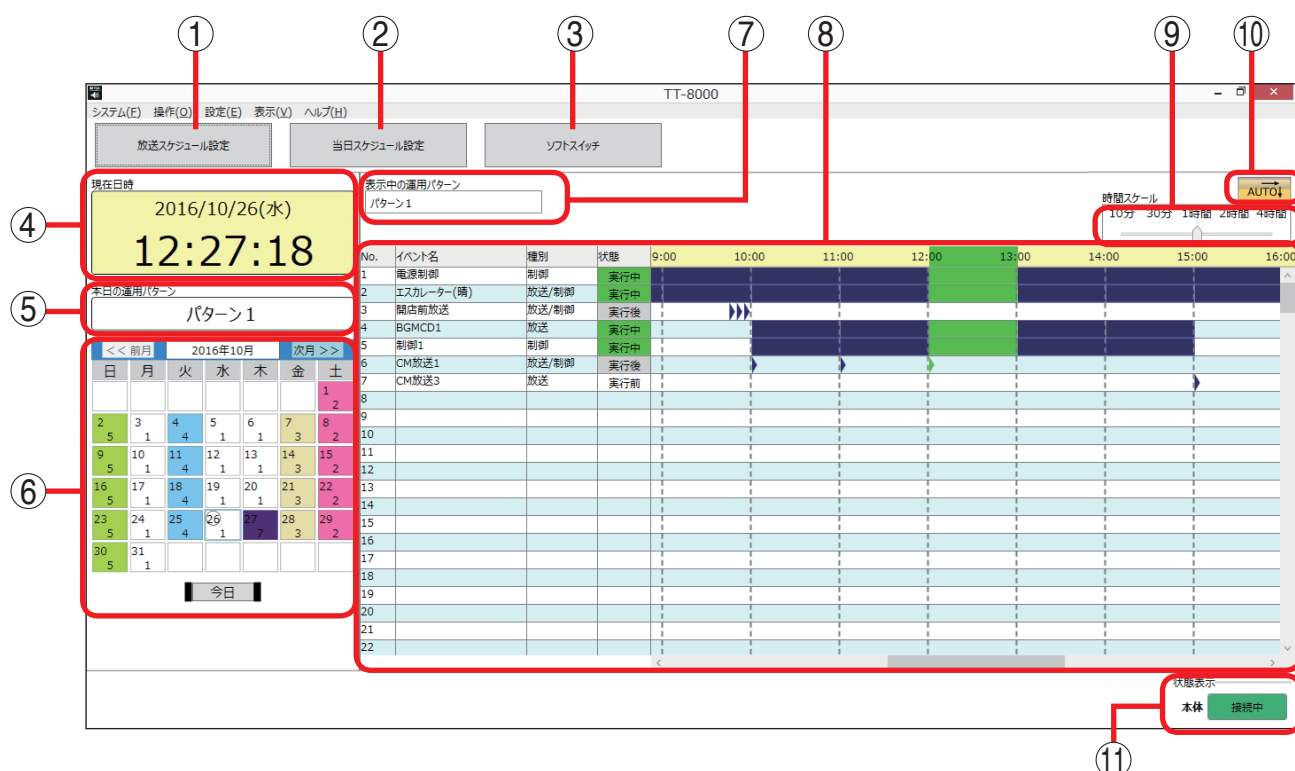 ① ② ③ ⑦ ⑧ ⑨ ⑩
TT-8000
システム(F) 操作(O) 設定(E) 表示(V) ヘルプ(H)
放送スケジュール設定 当日スケジュール設定 ソフトスイッチ
④
現在日時
2016/10/26(水)
12:27:18
表示中の運用パターン
パターン1
AUTO
時間スケール
10分 30分 1時間 2時間 4時間
⑤
本日の運用パターン
パターン1
⑥
<< 前月 2016年10月 次月 >>
日 月 火 水 木 金 土
1
2
2 3 4 5 6 7 8
5 1 4 1 1 3 2
9 10 11 12 13 14 15
5 1 4 1 1 3 2
16 17 18 19 20 21 22
5 1 4 1 1 3 2
23 24 25 26 27 28 29
5 1 4 1 7 3 2
30 31
5 1
今日
No. イベント名 種別 状態 9:00 10:00 11:00 12:00 13:00 14:00 15:00 16:00
1 電源制御 制御 実行中
2 エスカレーター(晴) 放送/制御 実行中
3 開店前放送 放送/制御 実行後
4 BGMCD1 放送 実行中
5 制御1 制御 実行中
6 CM放送1 放送/制御 実行後
7 CM放送3 放送 実行前
8
9
10
11
12
13
14
15
16
17
18
19
20
21
22
状態表示
本体 接続中
⑪